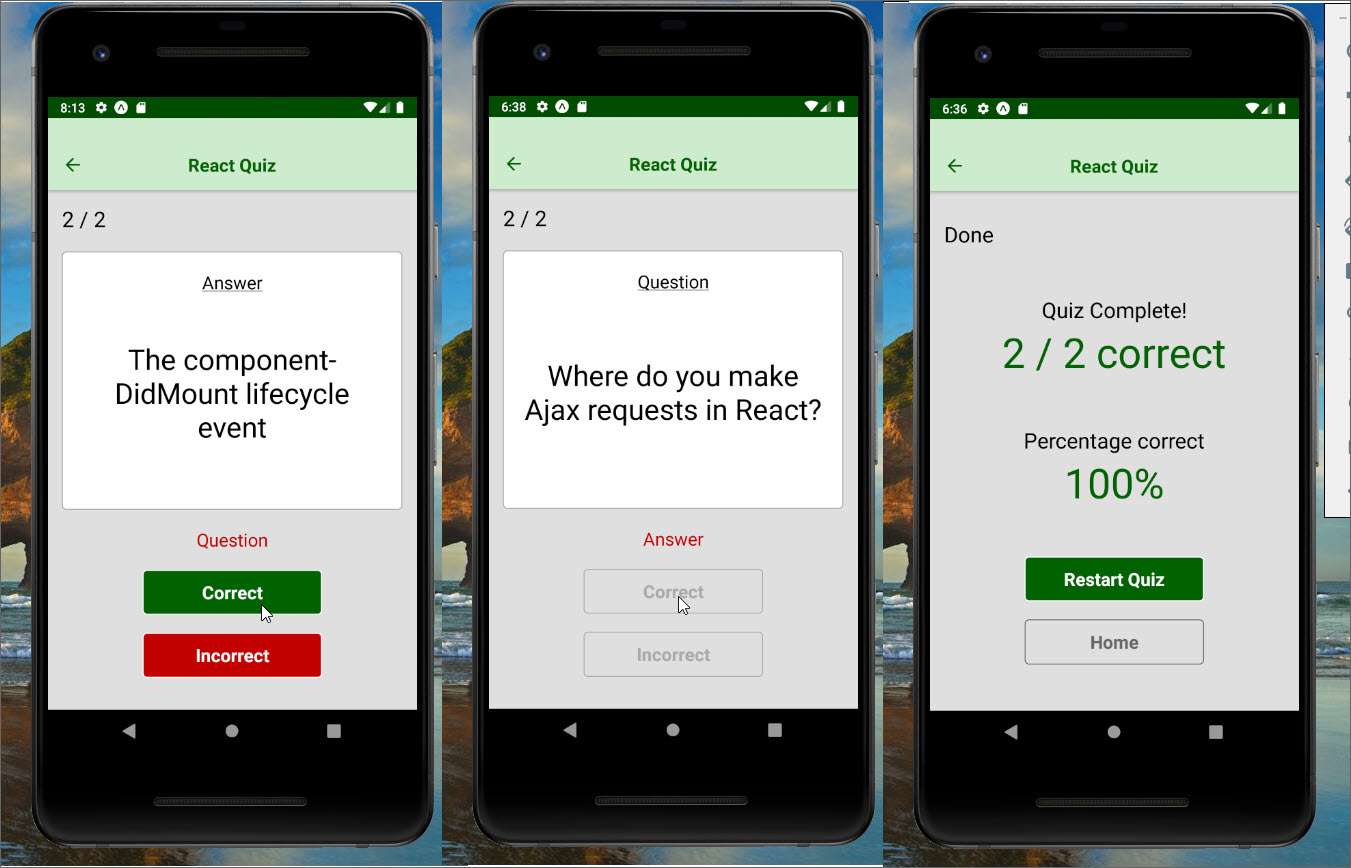 8:13
React Quiz
2 / 2
Answer
The component-
DidMount lifecycle
event
Question
Correct
Incorrect
6:38
React Quiz
2 / 2
Question
Where do you make
Ajax requests in React?
Answer
Correct
Incorrect
6:36
React Quiz
Done
Quiz Complete!
2 / 2 correct
Percentage correct
100%
Restart Quiz
Home